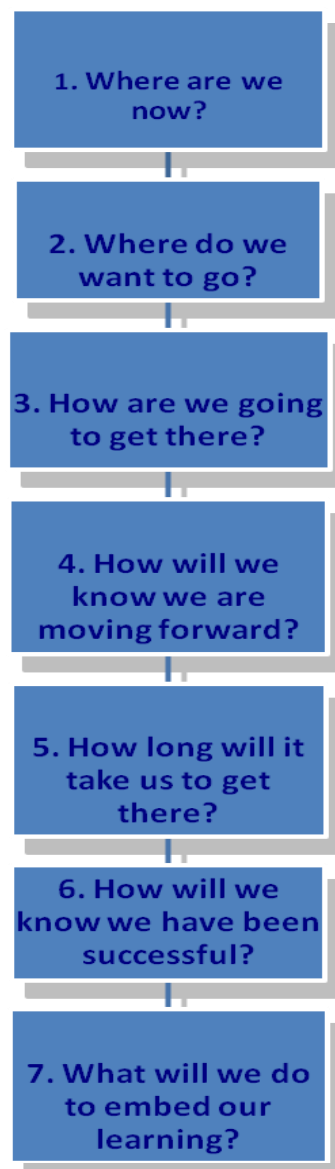 1. Where are we
now?
2. Where do we
want to go?
3. How are we going
to get there?
4. How will we
know we are
moving forward?
5. How long will it
take us to get
there?
6. How will we
know we have been
successful?
7. What will we do
to embed our
learning?